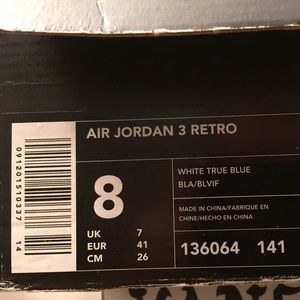 AIR JORDAN 3 RETRO
8
UK 7
EUR 41
CM 26
WHITE TRUE BLUE
BLA/BLVIF
MADE IN CHINA/FABRIQUE EN
CHINE/HECHO EN CHINA
136064 141
091201510337 14